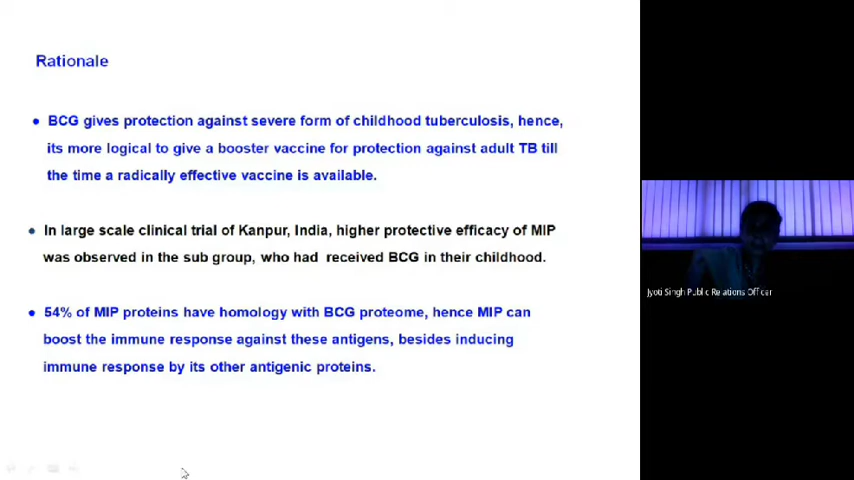 Rationale
BCG gives protection against severe form of childhood tuberculosis, hence,
its more logical to give a booster vaccine for protection against adult TB till
the time a radically effective vaccine is available.
In large scale clinical trial of Kanpur, India, higher protective efficacy of MIP
was observed in the sub group, who had received BCG in their childhood.
54% of MIP proteins have homology with BCG proteome, hence MIP can
boost the immune response against these antigens, besides inducing
immune response by its other antigenic proteins.
Jyoti Singh Public Relations Officer